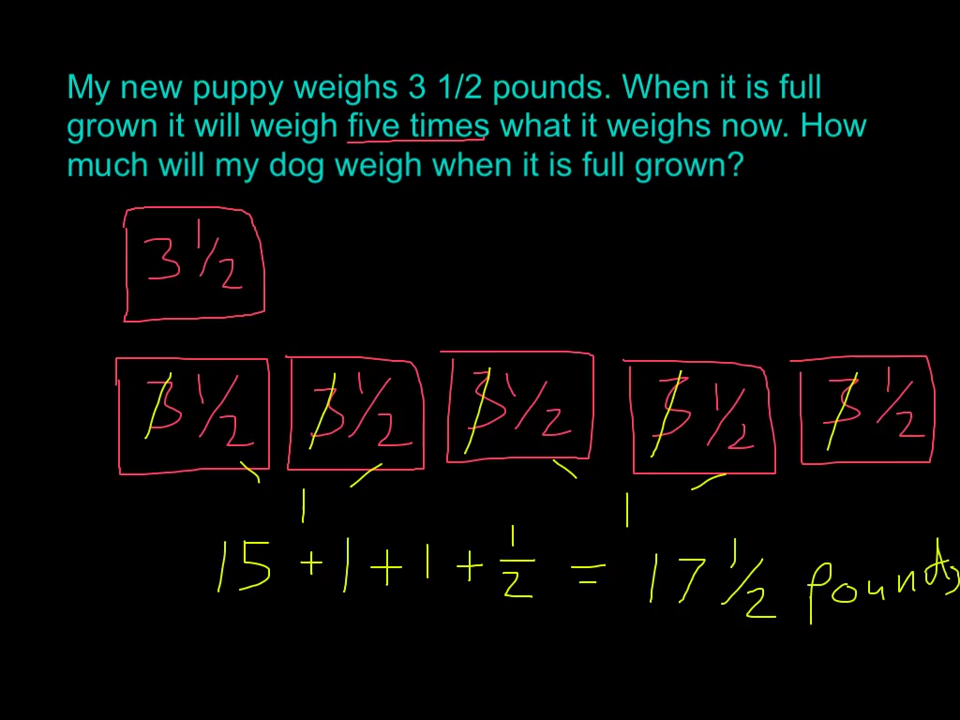 My new puppy weighs 3 1/2 pounds. When it is full
grown it will weigh five times what it weighs now. How
much will my dog weigh when it is full grown?
3 1/2
3 1/2 3 1/2 3 1/2 3 1/2 3 1/2
1 1
15 + 1 + 1 + 1/2 = 17 1/2 pounds